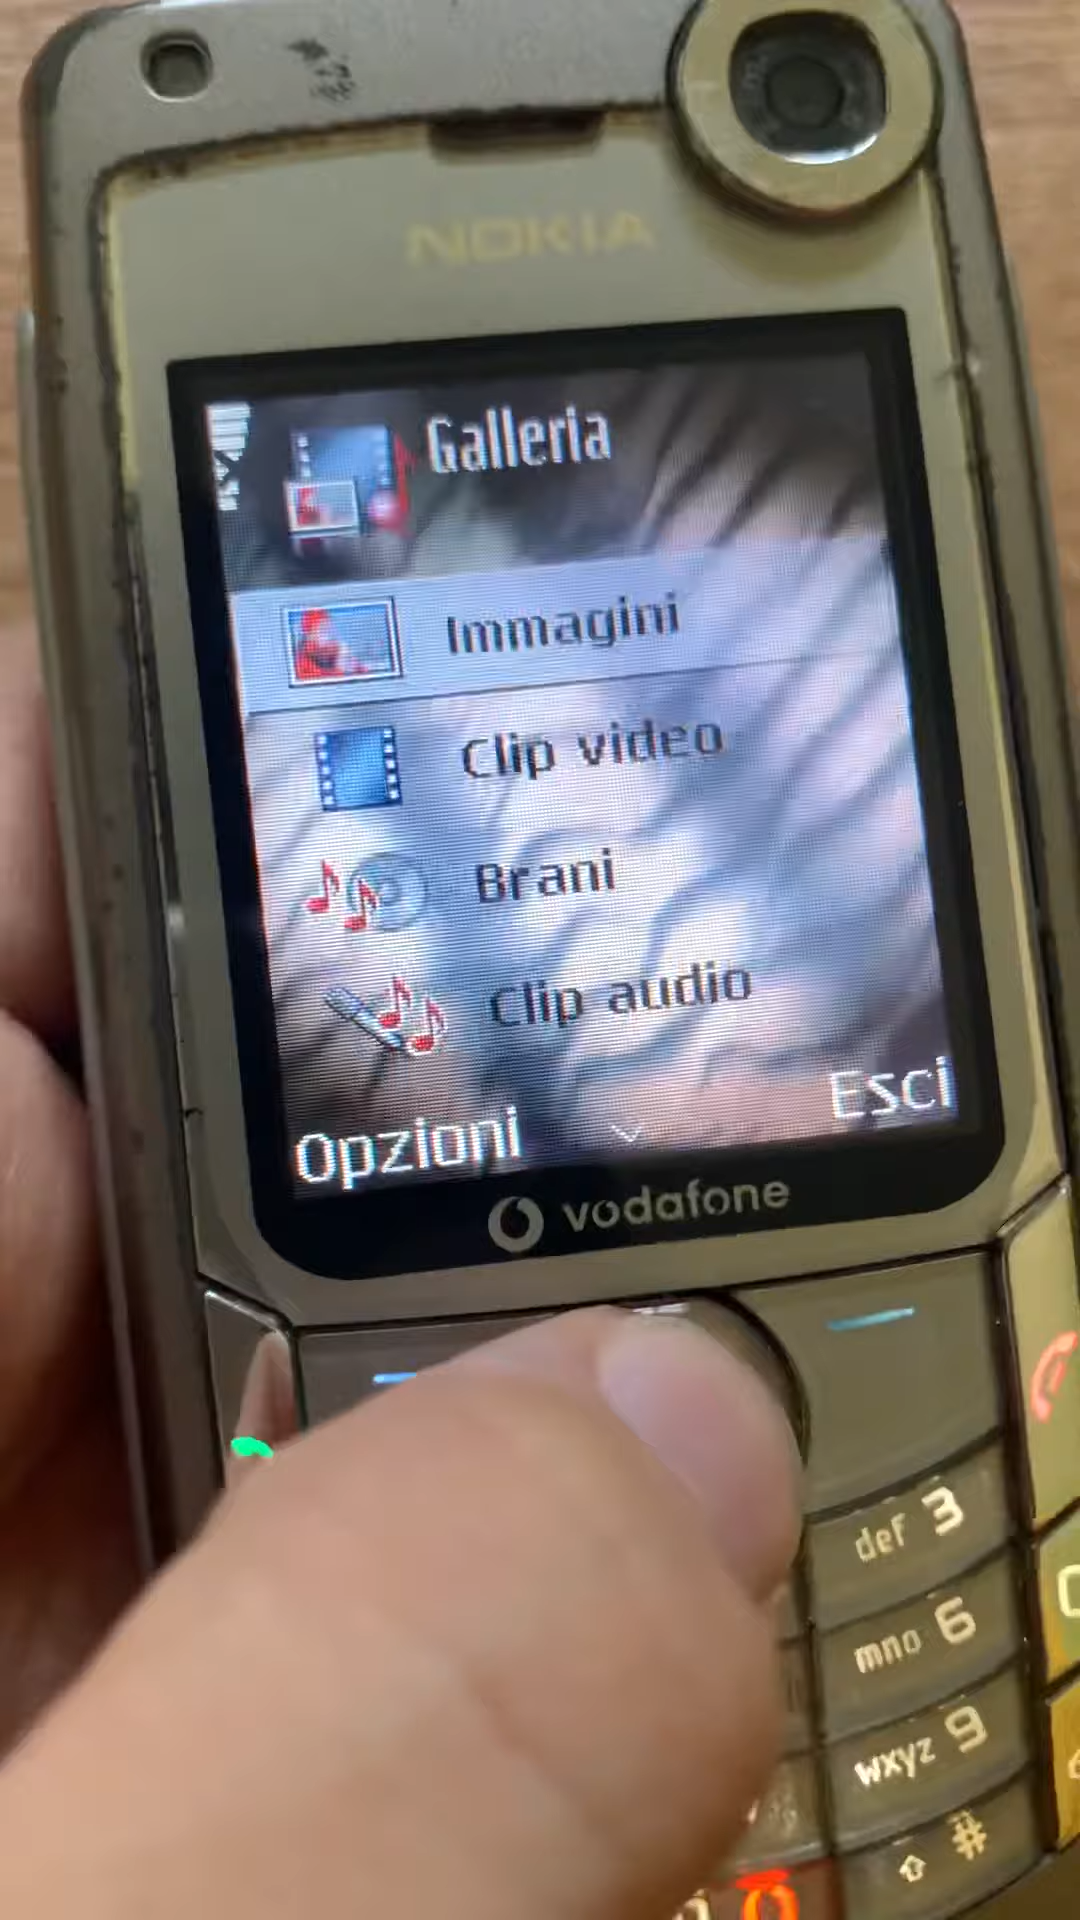 NOKIA
Galleria
Immagini
Clip video
Brani
Clip audio
Opzioni
Esci
vodafone
def 3
mno 6
wxyz 9
#